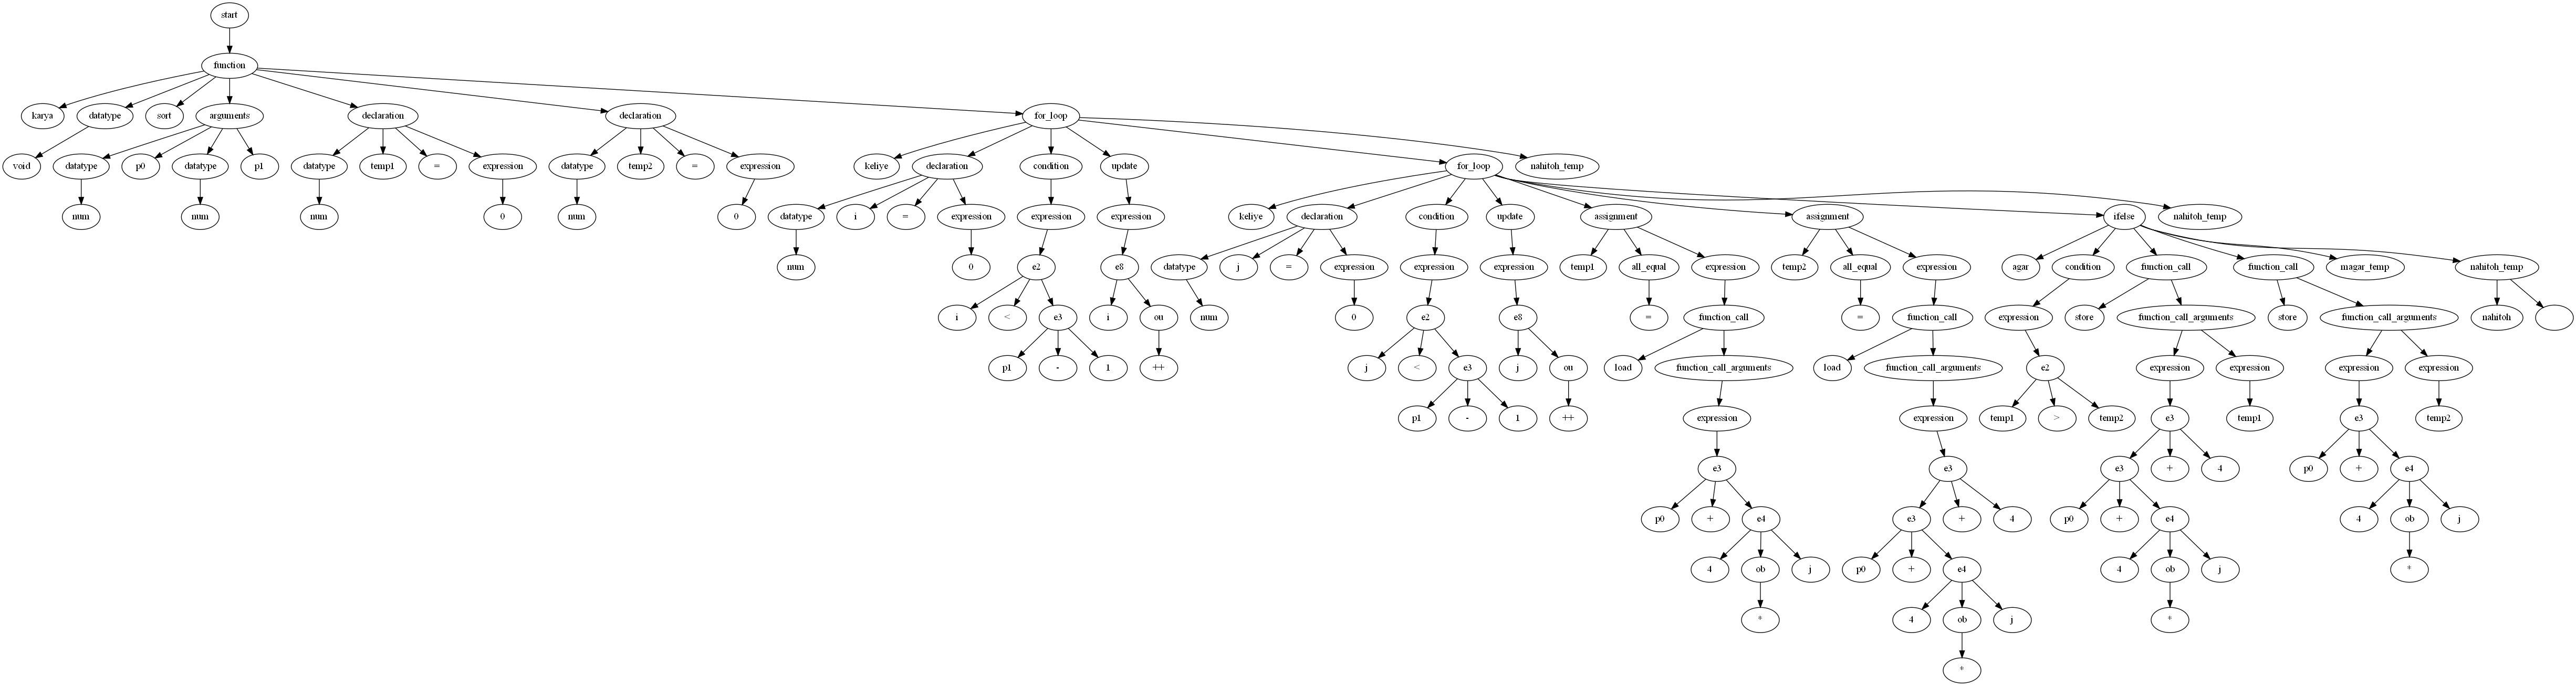 start
function
karya datatype sort arguments declaration declaration for_loop
void datatype p0 datatype p1 datatype temp1 = expression datatype temp2 = expression keliye declaration condition update for_loop nahitoh_temp
num num num 0 num 0 datatype i = expression expression expression keliye declaration condition update assignment assignment ifelse nahitoh_temp
num 0 e2 e8 datatype j = expression expression expression temp1 all_equal expression temp2 all_equal expression agar condition function_call function_call magar_temp nahitoh_temp
i < e3 i ou num 0 e2 e8 = function_call = function_call expression store function_call_arguments store function_call_arguments nahitoh
p1 - 1 ++ j < e3 j ou load function_call_arguments load function_call_arguments e2 expression expression expression expression
p1 - 1 ++ expression expression temp1 > temp2 e3 temp1 e3 temp2
e3 e3 e3 + 4 p0 + e4
p0 + e4 e3 + 4 p0 + e4 4 ob j
4 ob j p0 + e4 4 ob j *
* 4 ob j *
*